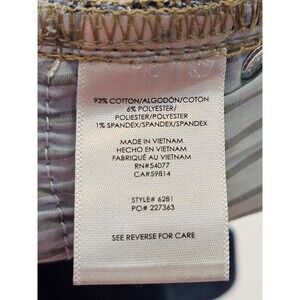 93% COTTON/ALGODÓN/COTON
6% POLYESTER/
POLIESTER/POLYESTER
1% SPANDEX/SPANDEX/SPANDEX
MADE IN VIETNAM
HECHO EN VIETNAM
FABRIQUÉ AU VIETNAM
RN#54077
CA#59814
STYLE# 6281
PO# 227363
SEE REVERSE FOR CARE